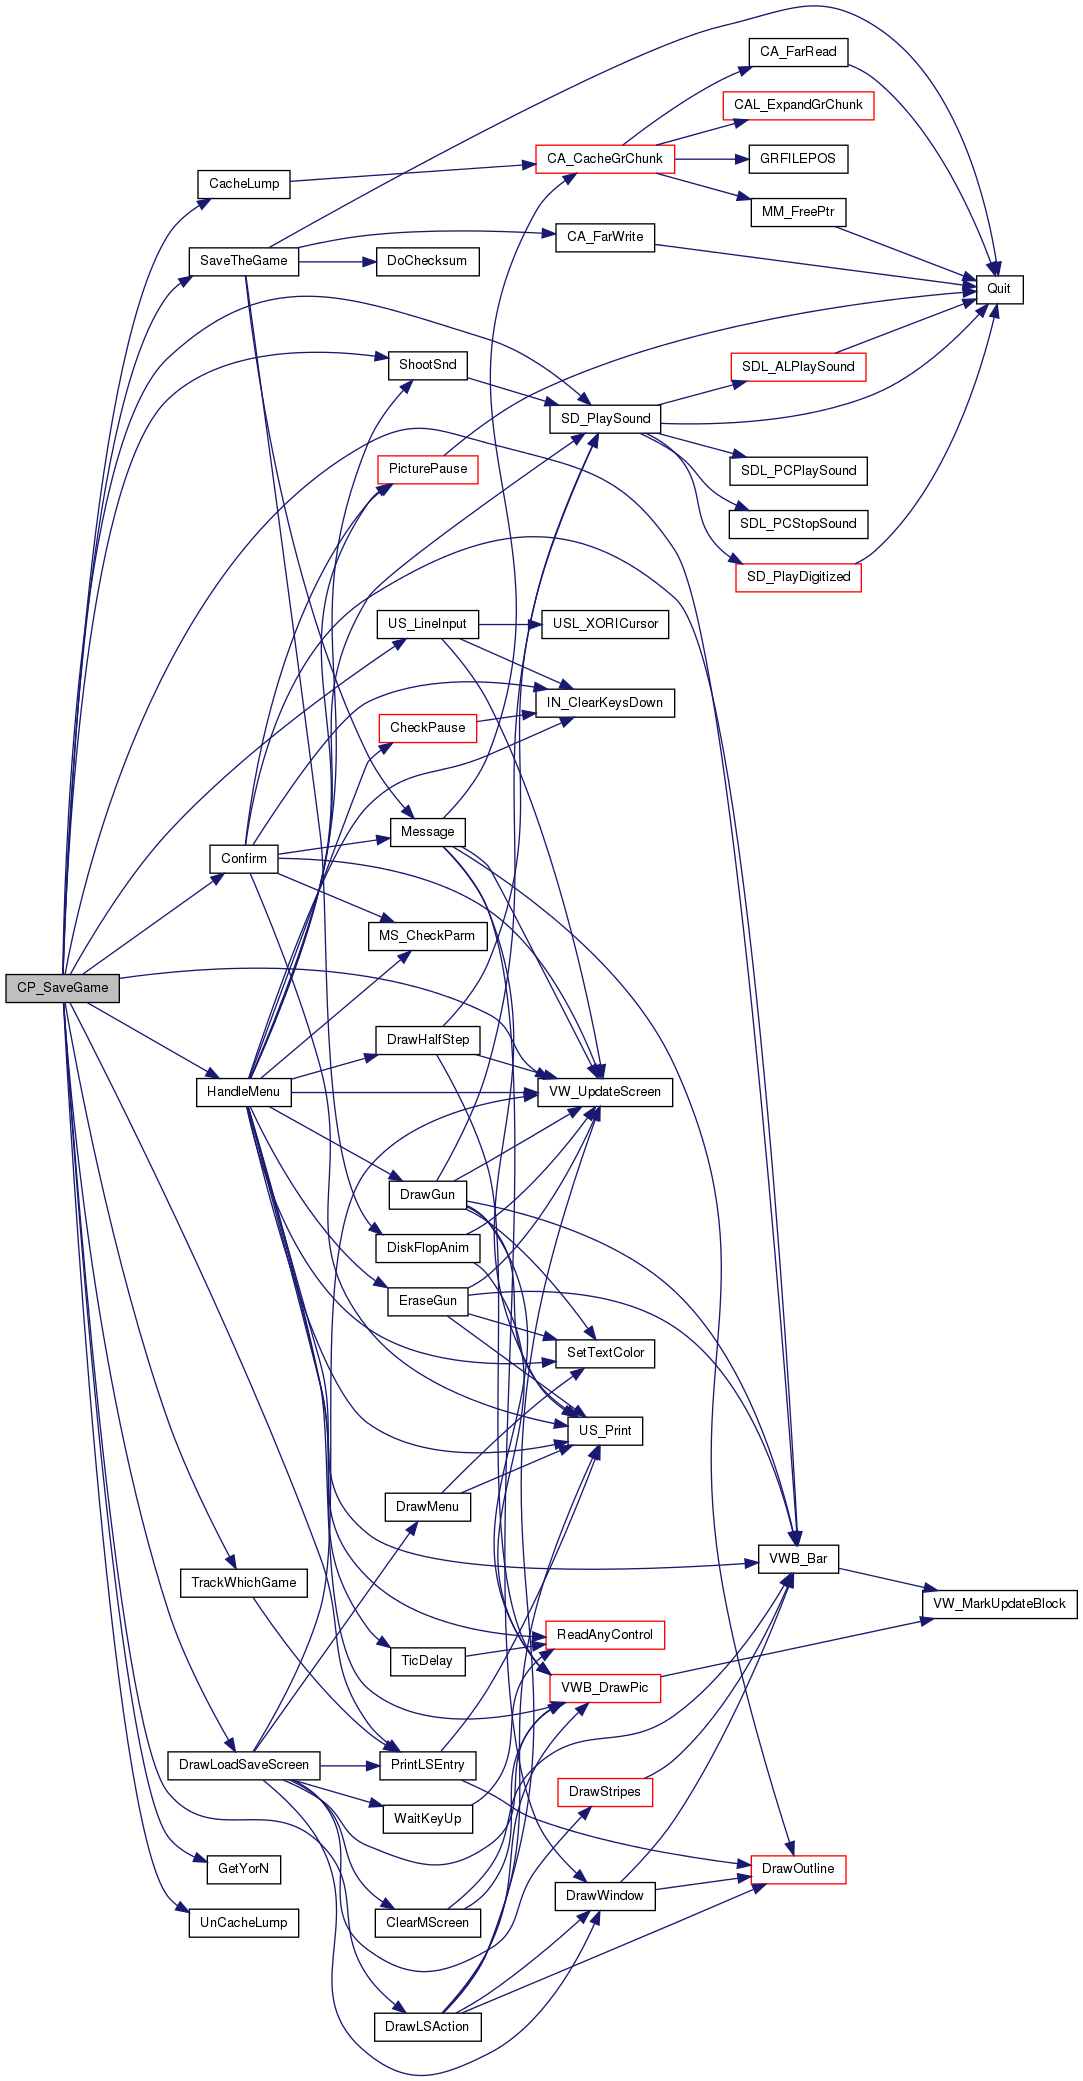 CA_FarRead
CAL_ExpandGrChunk
CA_CacheGrChunk
GRFILEPOS
CacheLump
MM_FreePtr
CA_FarWrite
SaveTheGame
DoChecksum
Quit
ShootSnd
SDL_ALPlaySound
SD_PlaySound
PicturePause
SDL_PCPlaySound
SDL_PCStopSound
SD_PlayDigitized
US_LineInput
USL_XORICursor
IN_ClearKeysDown
CheckPause
Message
Confirm
MS_CheckParm
CP_SaveGame
DrawHalfStep
HandleMenu
VW_UpdateScreen
DrawGun
DiskFlopAnim
EraseGun
SetTextColor
US_Print
DrawMenu
VWB_Bar
TrackWhichGame
VW_MarkUpdateBlock
ReadAnyControl
TicDelay
VWB_DrawPic
DrawLoadSaveScreen
PrintLSEntry
DrawStripes
WaitKeyUp
GetYorN
DrawOutline
DrawWindow
UnCacheLump
ClearMScreen
DrawLSAction